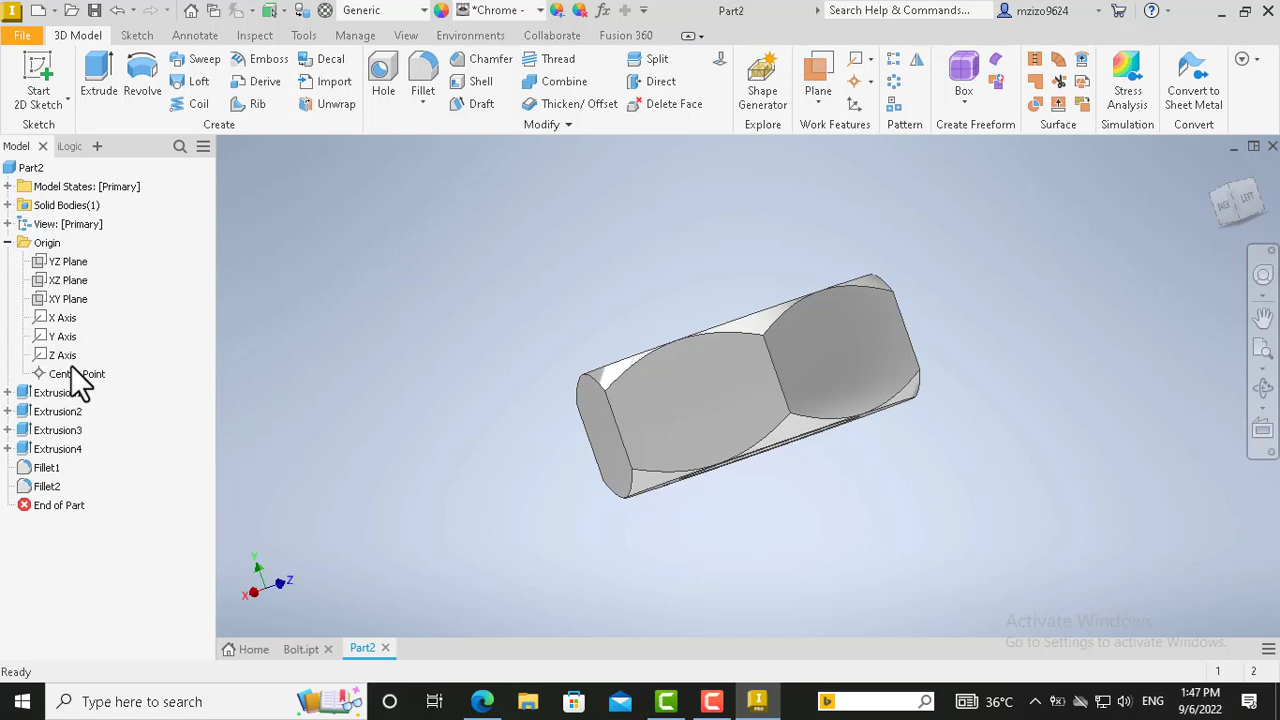 PRO
Generic
*Chrome -
Part2
Search Help & Commands...
mzizo9624
File
3D Model
Sketch
Annotate
Inspect
Tools
Manage
View
Environments
Collaborate
Fusion 360
Start
2D Sketch
Extrude
Revolve
Sweep
Loft
Coil
Emboss
Derive
Rib
Decal
Import
Unwrap
Hole
Fillet
Chamfer
Shell
Draft
Thread
Combine
Thicken/ Offset
Split
Direct
Delete Face
Shape
Generator
Plane
Box
Stress
Analysis
Convert to
Sheet Metal
Sketch
Create
Modify
Explore
Work Features
Pattern
Create Freeform
Surface
Simulation
Convert
Model
iLogic
Part2
Model States: [Primary]
Solid Bodies(1)
View: [Primary]
Origin
YZ Plane
XZ Plane
XY Plane
X Axis
Y Axis
Z Axis
Center Point
Extrusion
Extrusion2
Extrusion3
Extrusion4
Fillet1
Fillet2
End of Part
BACK
LEFT
Y
Z
X
Activate Windows
Go to Settings to activate Windows.
Home
Bolt.ipt
Part2
Ready
1
2
Type here to search
PRO
36°C
ENG
1:47 PM
9/6/2022